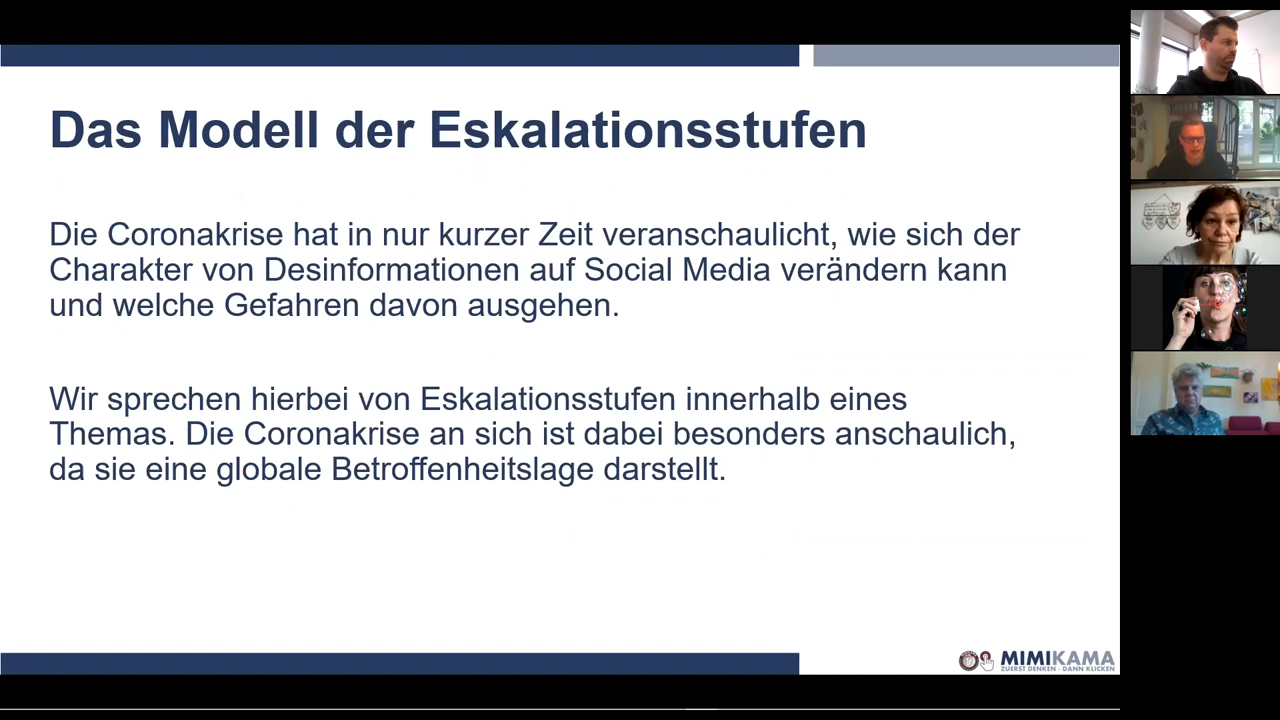 Das Modell der Eskalationsstufen
Die Coronakrise hat in nur kurzer Zeit veranschaulicht, wie sich der
Charakter von Desinformationen auf Social Media verändern kann
und welche Gefahren davon ausgehen.
Wir sprechen hierbei von Eskalationsstufen innerhalb eines
Themas. Die Coronakrise an sich ist dabei besonders anschaulich,
da sie eine globale Betroffenheitslage darstellt.
MIMIKAMA
ZUERST DENKEN - DANN KLICKEN